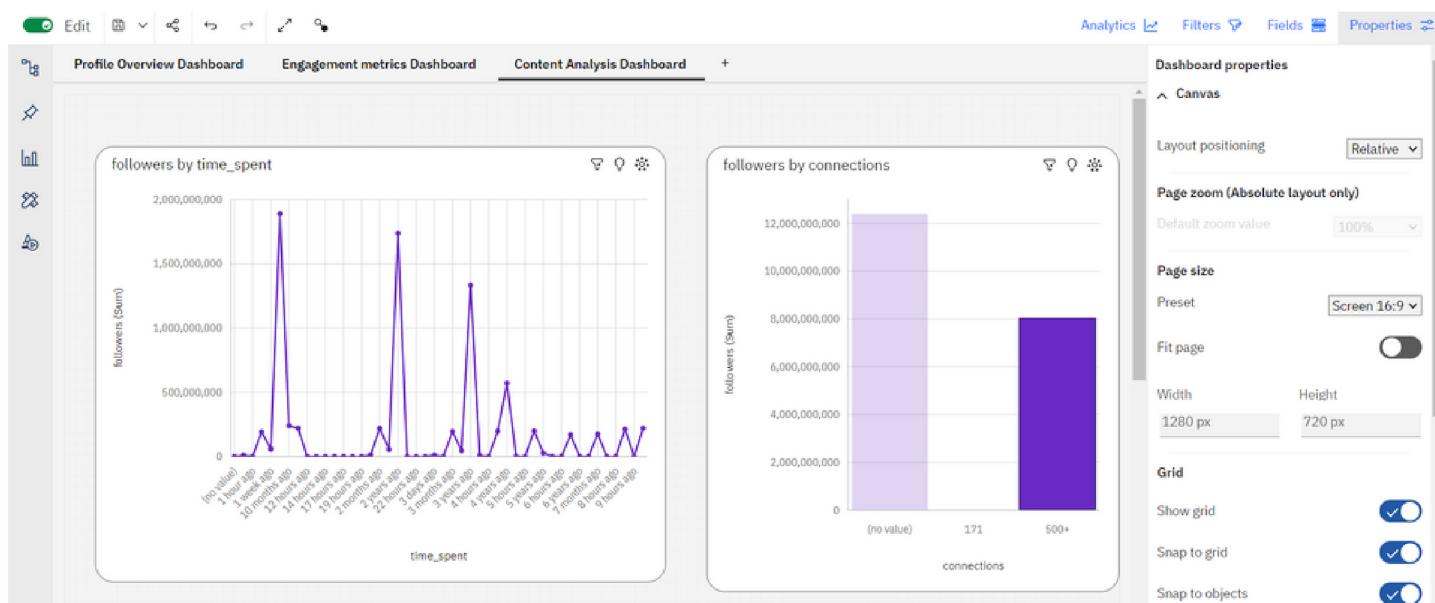 Edit
Analytics
Filters
Fields
Properties
Profile Overview Dashboard
Engagement metrics Dashboard
Content Analysis Dashboard
+
followers by time_spent
2,000,000,000
1,500,000,000
1,000,000,000
500,000,000
0
followers (Sum)
(no value)
1 hour ago
1 week ago
10 months ago
12 hours ago
14 hours ago
17 hours ago
19 hours ago
2 months ago
2 years ago
22 hours ago
3 days ago
3 months ago
3 years ago
4 hours ago
4 years ago
5 hours ago
5 years ago
6 hours ago
6 years ago
7 months ago
8 hours ago
9 hours ago
time_spent
followers by connections
12,000,000,000
10,000,000,000
8,000,000,000
6,000,000,000
4,000,000,000
2,000,000,000
0
followers (Sum)
(no value)
171
500+
connections
Dashboard properties
Canvas
Layout positioning
Relative
Page zoom (Absolute layout only)
Default zoom value
100%
Page size
Preset
Screen 16:9
Fit page
Width
Height
1280 px
720 px
Grid
Show grid
Snap to grid
Snap to objects